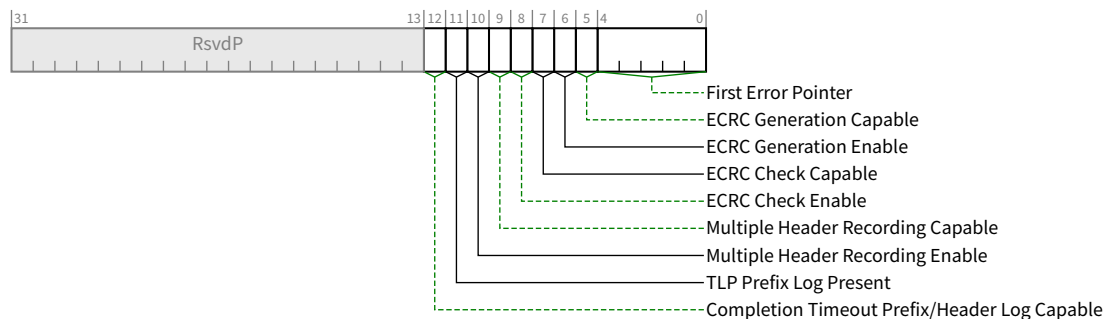 31 13 12 11 10 9 8 7 6 5 4 0
RsvdP
First Error Pointer
ECRC Generation Capable
ECRC Generation Enable
ECRC Check Capable
ECRC Check Enable
Multiple Header Recording Capable
Multiple Header Recording Enable
TLP Prefix Log Present
Completion Timeout Prefix/Header Log Capable